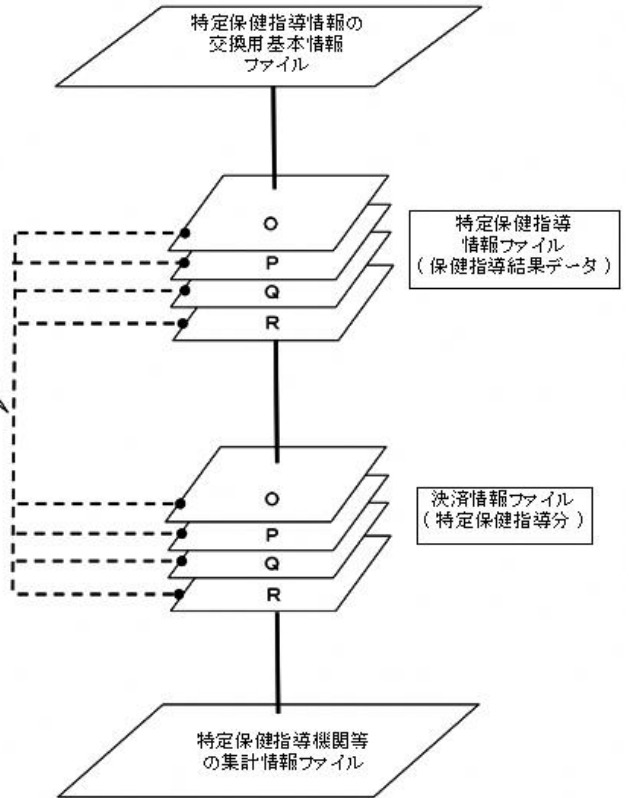 特定保健指導情報の
交換用基本情報
ファイル
O
P
Q
R
特定保健指導
情報ファイル
(保健指導結果データ)
O
P
Q
R
決済情報ファイル
(特定保健指導分)
特定保健指導機関等
の集計情報ファイル